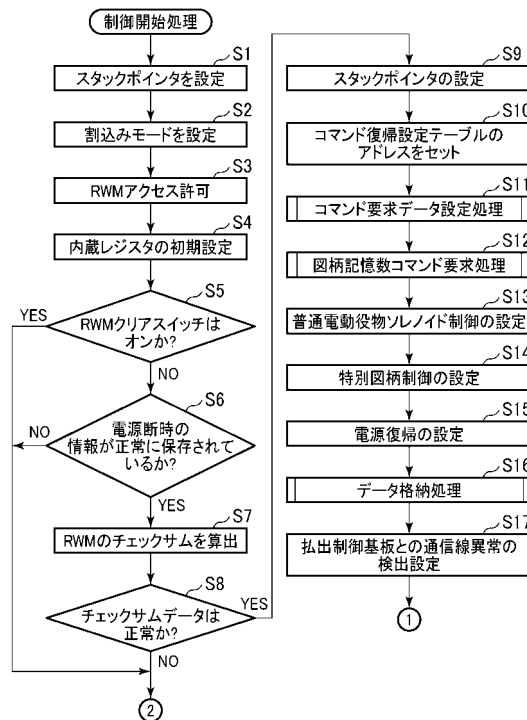 制御開始処理
S1
スタックポインタを設定
S2
割込みモードを設定
S3
RWMアクセス許可
S4
内蔵レジスタの初期設定
S5
YES
RWMクリアスイッチは
オンか?
NO
S6
NO
電源断時の
情報が正常に保存されて
いるか?
YES
S7
RWMのチェックサムを算出
S8
YES
チェックサムデータは
正常か?
NO
2
S9
スタックポインタの設定
S10
コマンド復帰設定テーブルの
アドレスをセット
S11
コマンド要求データ設定処理
S12
図柄記憶数コマンド要求処理
S13
普通電動役物ソレノイド制御の設定
S14
特別図柄制御の設定
S15
電源復帰の設定
S16
データ格納処理
S17
払出制御基板との通信線異常の
検出設定
1